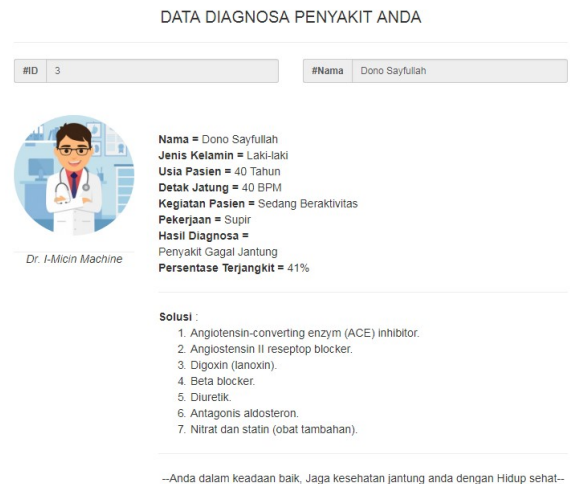 DATA DIAGNOSA PENYAKIT ANDA
#ID 3 #Nama Dono Sayfullah
Nama = Dono Sayfullah
Jenis Kelamin = Laki-laki
Usia Pasien = 40 Tahun
Detak Jatung = 40 BPM
Kegiatan Pasien = Sedang Beraktivitas
Pekerjaan = Supir
Hasil Diagnosa =
Penyakit Gagal Jantung
Persentase Terjangkit = 41%
Dr. I-Micin Machine
Solusi :
1. Angiotensin-converting enzym (ACE) inhibitor.
2. Angiostensin II reseptop blocker.
3. Digoxin (lanoxin).
4. Beta blocker.
5. Diuretik.
6. Antagonis aldosteron.
7. Nitrat dan statin (obat tambahan).
--Anda dalam keadaan baik, Jaga kesehatan jantung anda dengan Hidup sehat--